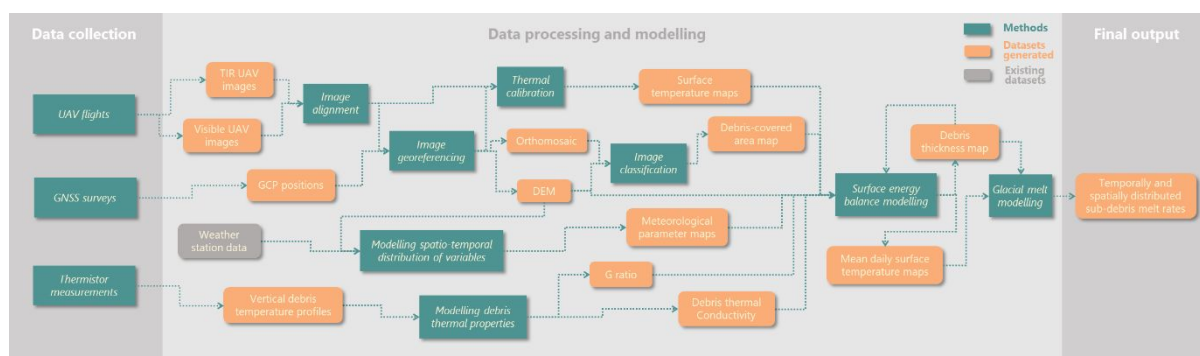 Data collection
Data processing and modelling
Final output
Methods
Datasets
generated
Existing
datasets
UAV flights
GNSS surveys
Thermistor
measurements
TIR UAV
images
Visible UAV
images
GCP positions
Weather
station data
Vertical debris
temperature profiles
Image
alignment
Image
georeferencing
Modelling spatio-temporal
distribution of variables
Modelling debris
thermal properties
Thermal
calibration
Orthomosaic
DEM
Image
classification
Surface
temperature maps
Debris-covered
area map
Meteorological
parameter maps
G ratio
Debris thermal
Conductivity
Surface energy
balance modelling
Debris
thickness map
Mean daily surface
temperature maps
Glacial melt
modelling
Temporally and
spatially distributed
sub-debris melt rates